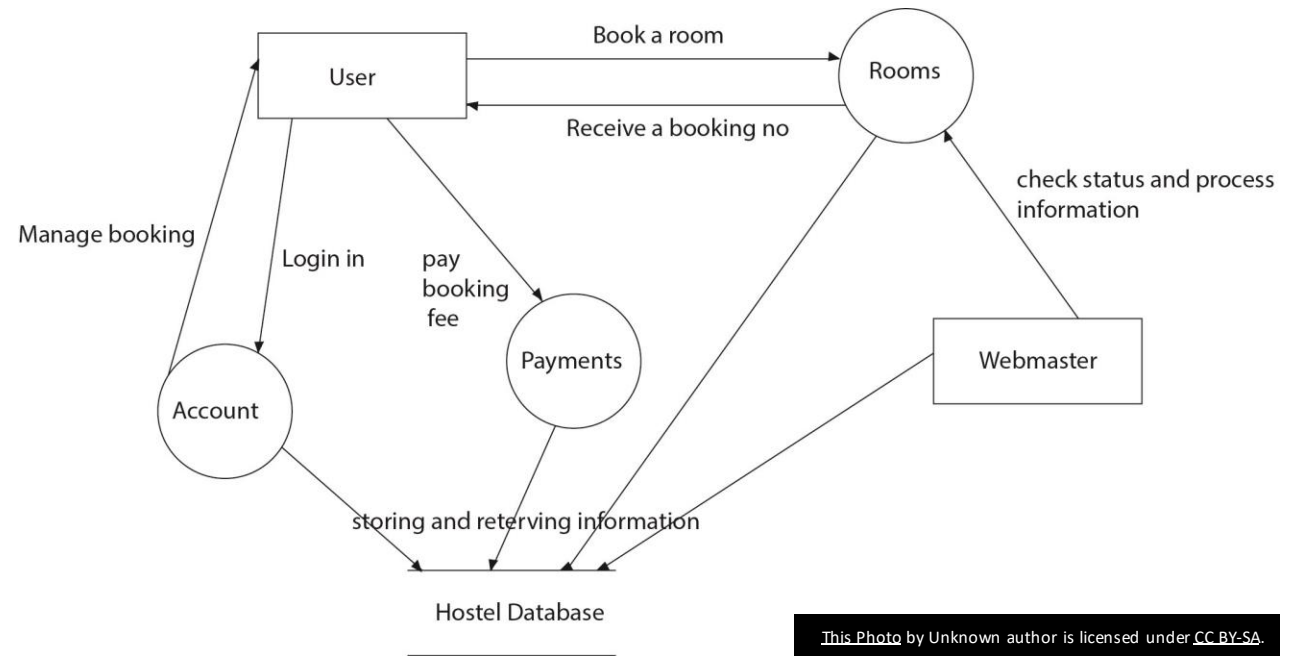 Book a room
User
Rooms
Receive a booking no
check status and process
information
Manage booking
Login in
pay
booking
fee
Payments
Webmaster
Account
storing and reterving information
Hostel Database
This Photo by Unknown author is licensed under CC BY-SA.